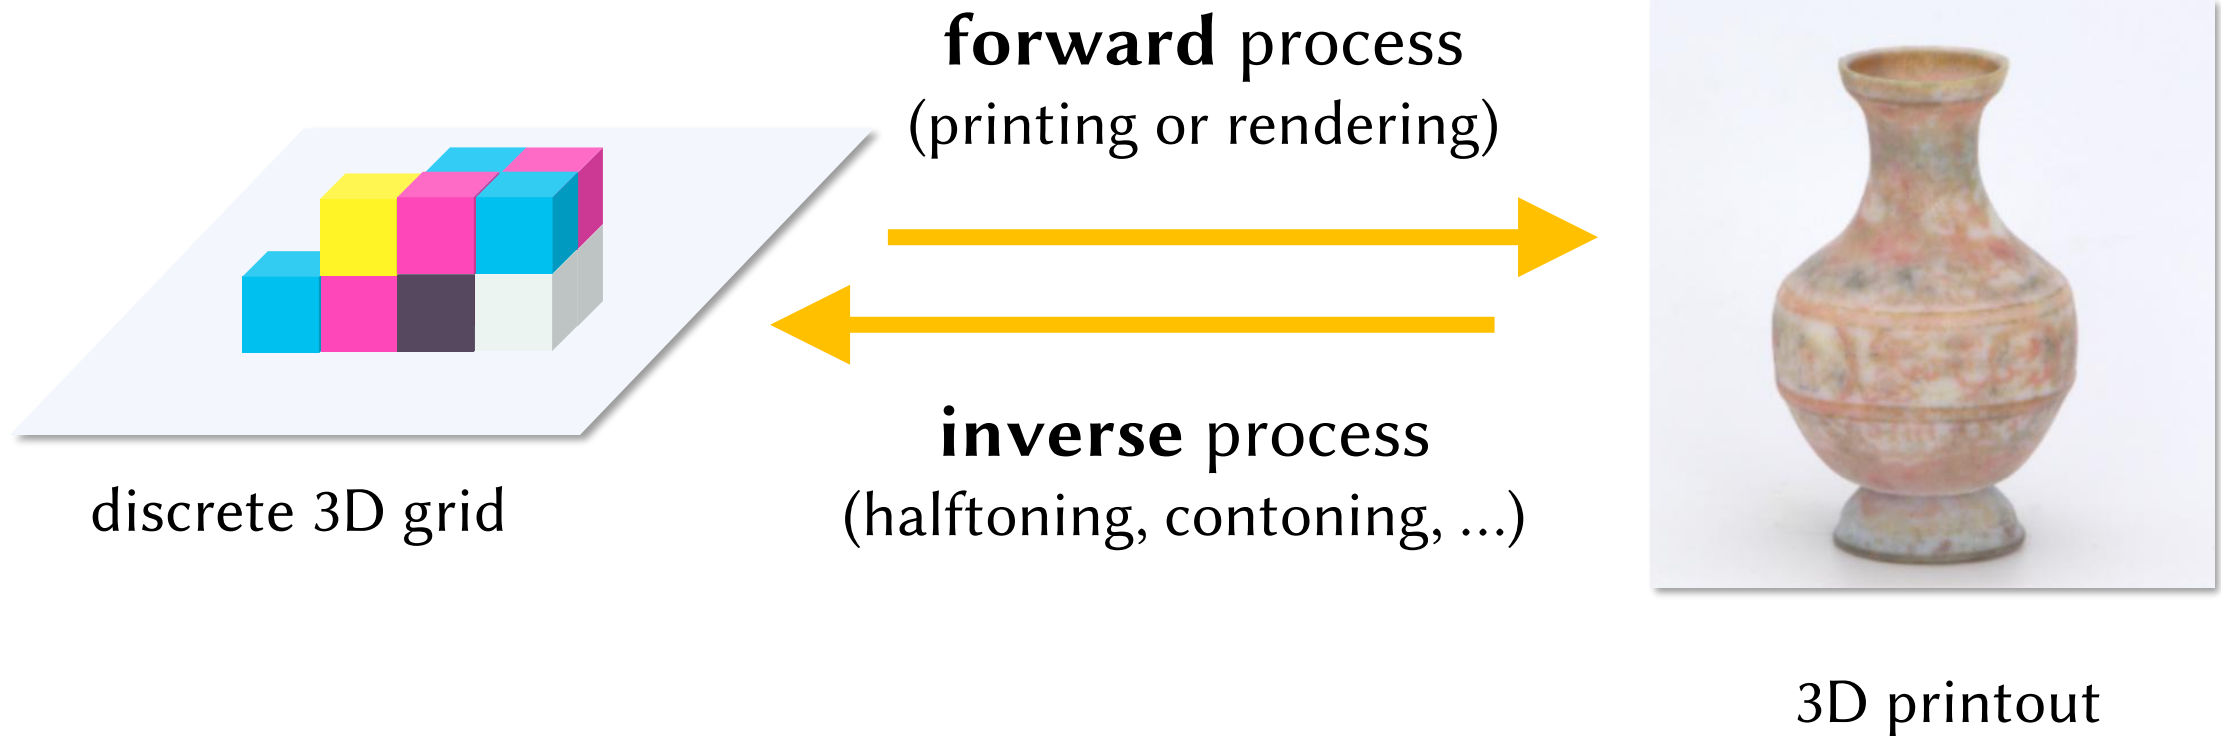 forward process
(printing or rendering)
inverse process
(halftoning, contoning, ...)
discrete 3D grid
3D printout